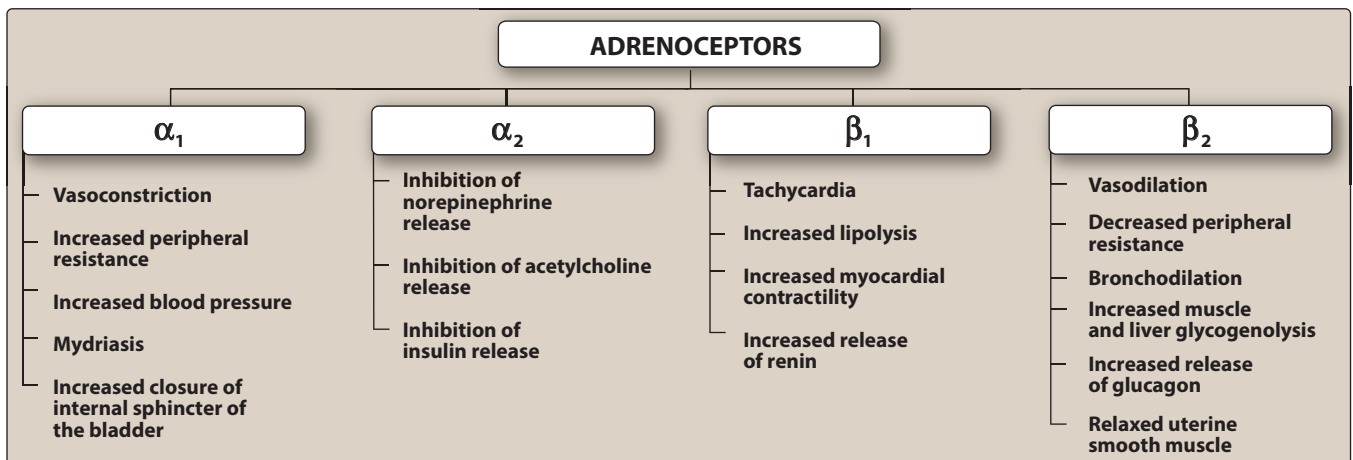 ADRENOCEPTORS
α₁
Vasoconstriction
Increased peripheral
resistance
Increased blood pressure
Mydriasis
Increased closure of
internal sphincter of
the bladder
α₂
Inhibition of
norepinephrine
release
Inhibition of acetylcholine
release
Inhibition of
insulin release
β₁
Tachycardia
Increased lipolysis
Increased myocardial
contractility
Increased release
of renin
β₂
Vasodilation
Decreased peripheral
resistance
Bronchodilation
Increased muscle
and liver glycogenolysis
Increased release
of glucagon
Relaxed uterine
smooth muscle